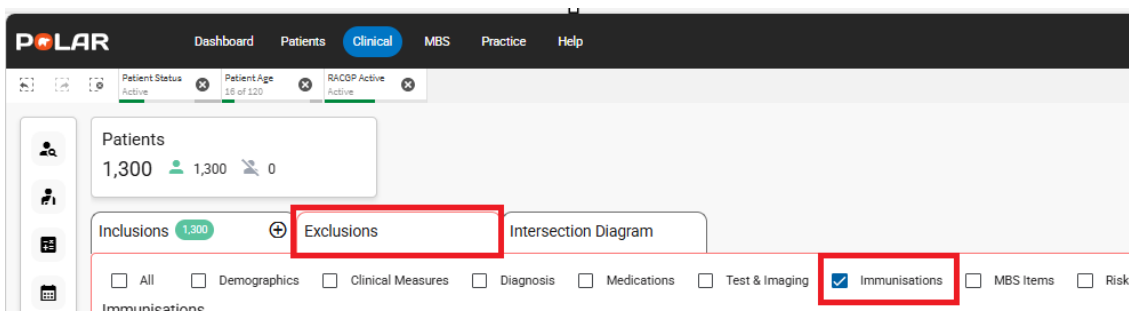 POLAR Dashboard Patients Clinical MBS Practice Help
Patient Status Patient Age RACGP Active
Active 16 of 120 Active
Patients
1,300 1,300 0
Inclusions 1,300 Exclusions Intersection Diagram
All Demographics Clinical Measures Diagnosis Medications Test & Imaging Immunisations MBS Items Risk
Immunisations